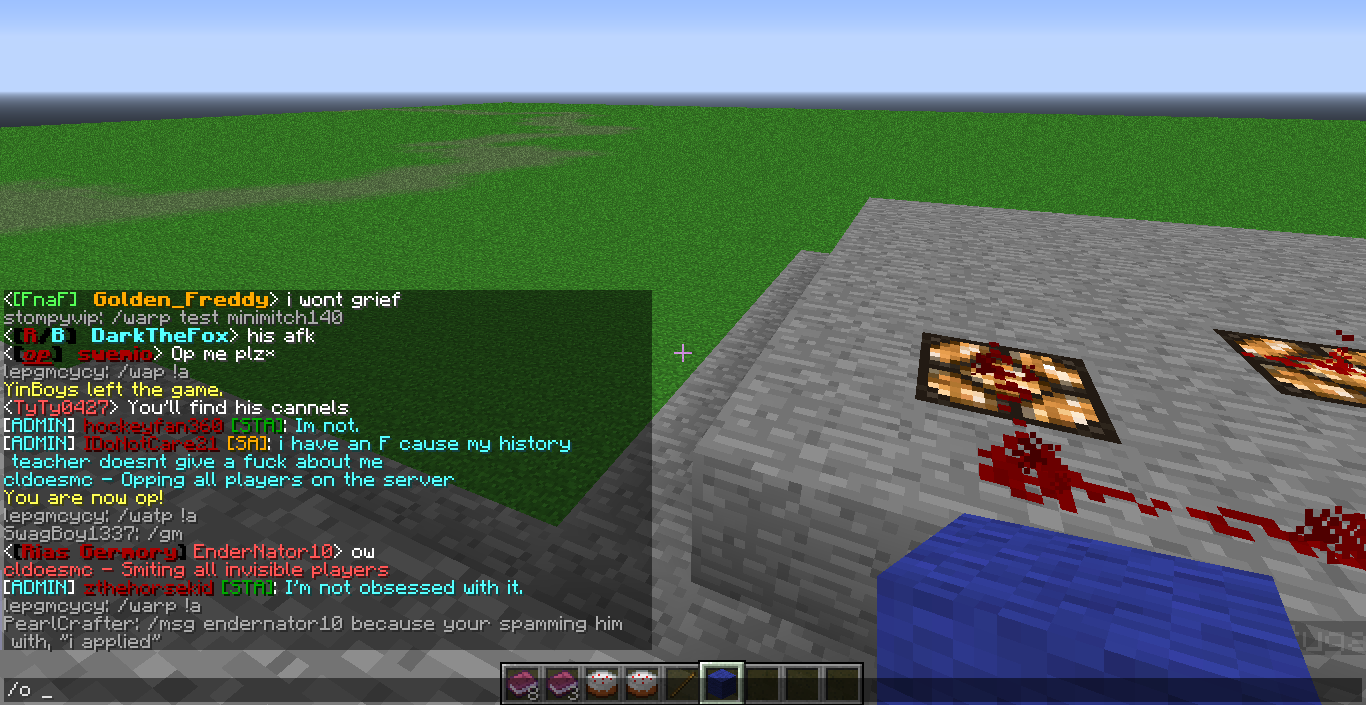 <[FnaF] Golden_Freddy> i wont grief
stompyvip: /warp test minimitch140
<[R/B] DarkTheFox> his afk
<[op] swemio> Op me plz*
lepgmcycy: /wap !a
YinBoys left the game.
<TyTy0427> You'll find his cannels
[ADMIN] hockeyfan360 [STA]: Im not.
[ADMIN] IDoNotCare21 [SA]: i have an F cause my history
teacher doesnt give a fuck about me
cldoesmc - Opping all players on the server
You are now op!
lepgmcycy: /watp !a
SwagBoy1337: /gm
<[Rias Germory] EnderNator10> ow
cldoesmc - Smiting all invisible players
[ADMIN] zthehorsekid [STA]: I'm not obsessed with it.
lepgmcycy: /warp !a
PearlCrafter: /msg endernator10 because your spamming him
with, "i applied"
/o _
8 3